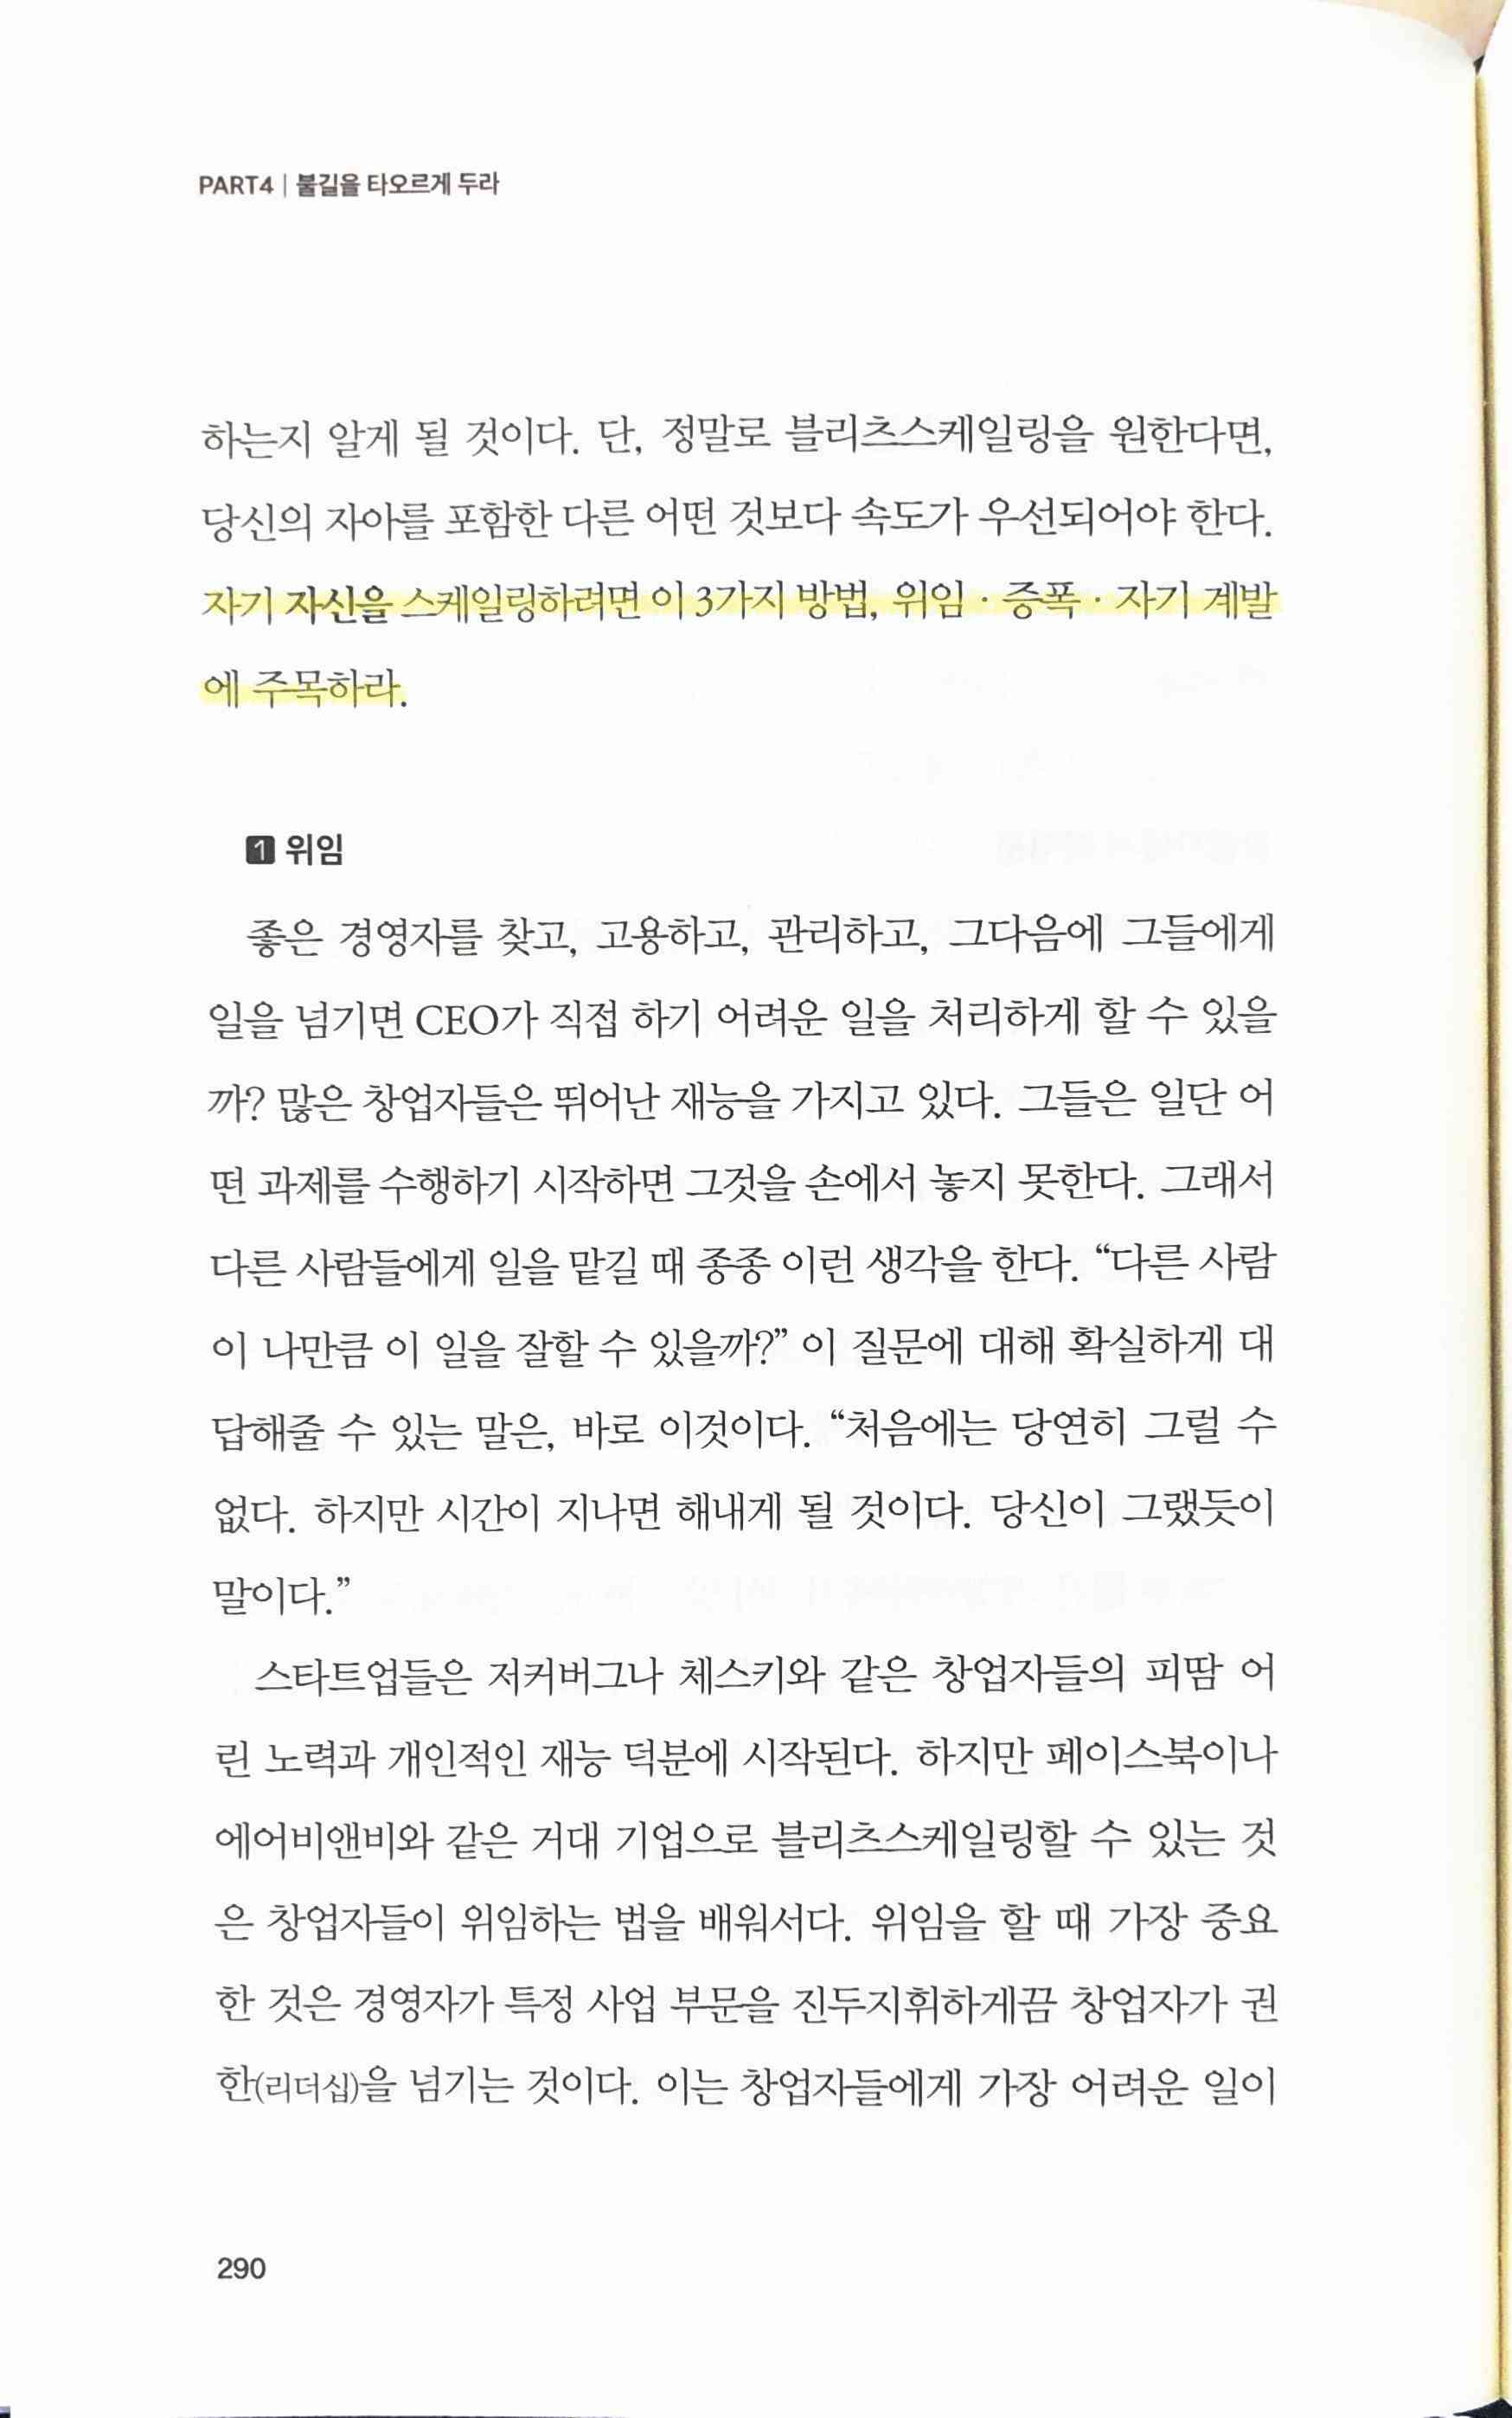 PART4 | 불길을 타오르게 두라
하는지 알게 될 것이다. 단, 정말로 블리츠스케일링을 원한다면,
당신의 자아를 포함한 다른 어떤 것보다 속도가 우선되어야 한다.
자기 자신을 스케일링하려면 이 3가지 방법, 위임 · 증폭 · 자기 계발
에 주목하라.
1 위임
좋은 경영자를 찾고, 고용하고, 관리하고, 그다음에 그들에게
일을 넘기면 CEO가 직접 하기 어려운 일을 처리하게 할 수 있을
까? 많은 창업자들은 뛰어난 재능을 가지고 있다. 그들은 일단 어
떤 과제를 수행하기 시작하면 그것을 손에서 놓지 못한다. 그래서
다른 사람들에게 일을 맡길 때 종종 이런 생각을 한다. “다른 사람
이 나만큼 이 일을 잘할 수 있을까?” 이 질문에 대해 확실하게 대
답해줄 수 있는 말은, 바로 이것이다. “처음에는 당연히 그럴 수
없다. 하지만 시간이 지나면 해내게 될 것이다. 당신이 그랬듯이
말이다.”
스타트업들은 저커버그나 체스키와 같은 창업자들의 피땀 어
린 노력과 개인적인 재능 덕분에 시작된다. 하지만 페이스북이나
에어비앤비와 같은 거대 기업으로 블리츠스케일링할 수 있는 것
은 창업자들이 위임하는 법을 배워서다. 위임을 할 때 가장 중요
한 것은 경영자가 특정 사업 부문을 진두지휘하게끔 창업자가 권
한(리더십)을 넘기는 것이다. 이는 창업자들에게 가장 어려운 일이
290